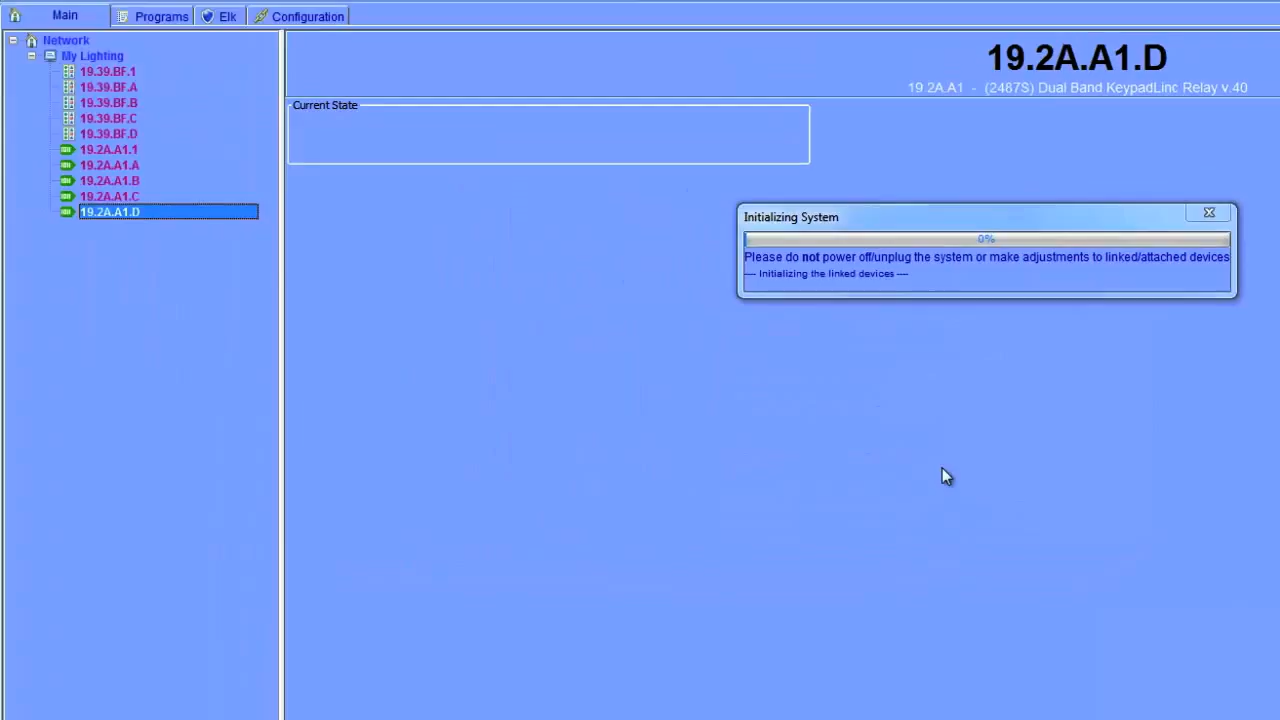 Main
Programs
Elk
Configuration
Network
My Lighting
19.39.BF.1
19.39.BF.A
19.39.BF.B
19.39.BF.C
19.39.BF.D
19.2A.A1.1
19.2A.A1.A
19.2A.A1.B
19.2A.A1.C
19.2A.A1.D
19.2A.A1.D
19.2A.A1 - (2487S) Dual Band KeypadLinc Relay v.40
Current State
Initializing System
0%
Please do not power off/unplug the system or make adjustments to linked/attached devices
---- Initializing the linked devices ----